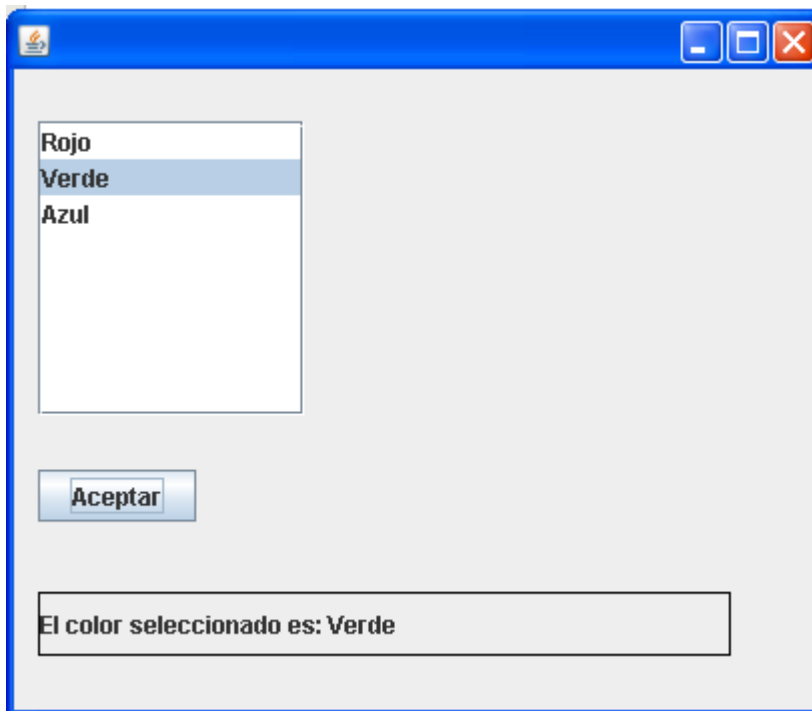 Rojo
Verde
Azul
Aceptar
El color seleccionado es: Verde